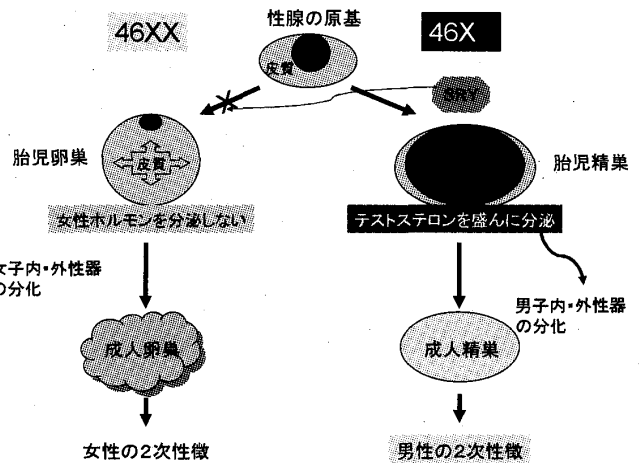 性腺の原基
46XX
46X
皮質
SRY
胎児卵巣
皮質
胎児精巣
女性ホルモンを分泌しない
テストステロンを盛んに分泌
女子内・外性器
の分化
男子内・外性器
の分化
成人卵巣
成人精巣
女性の2次性徴
男性の2次性徴